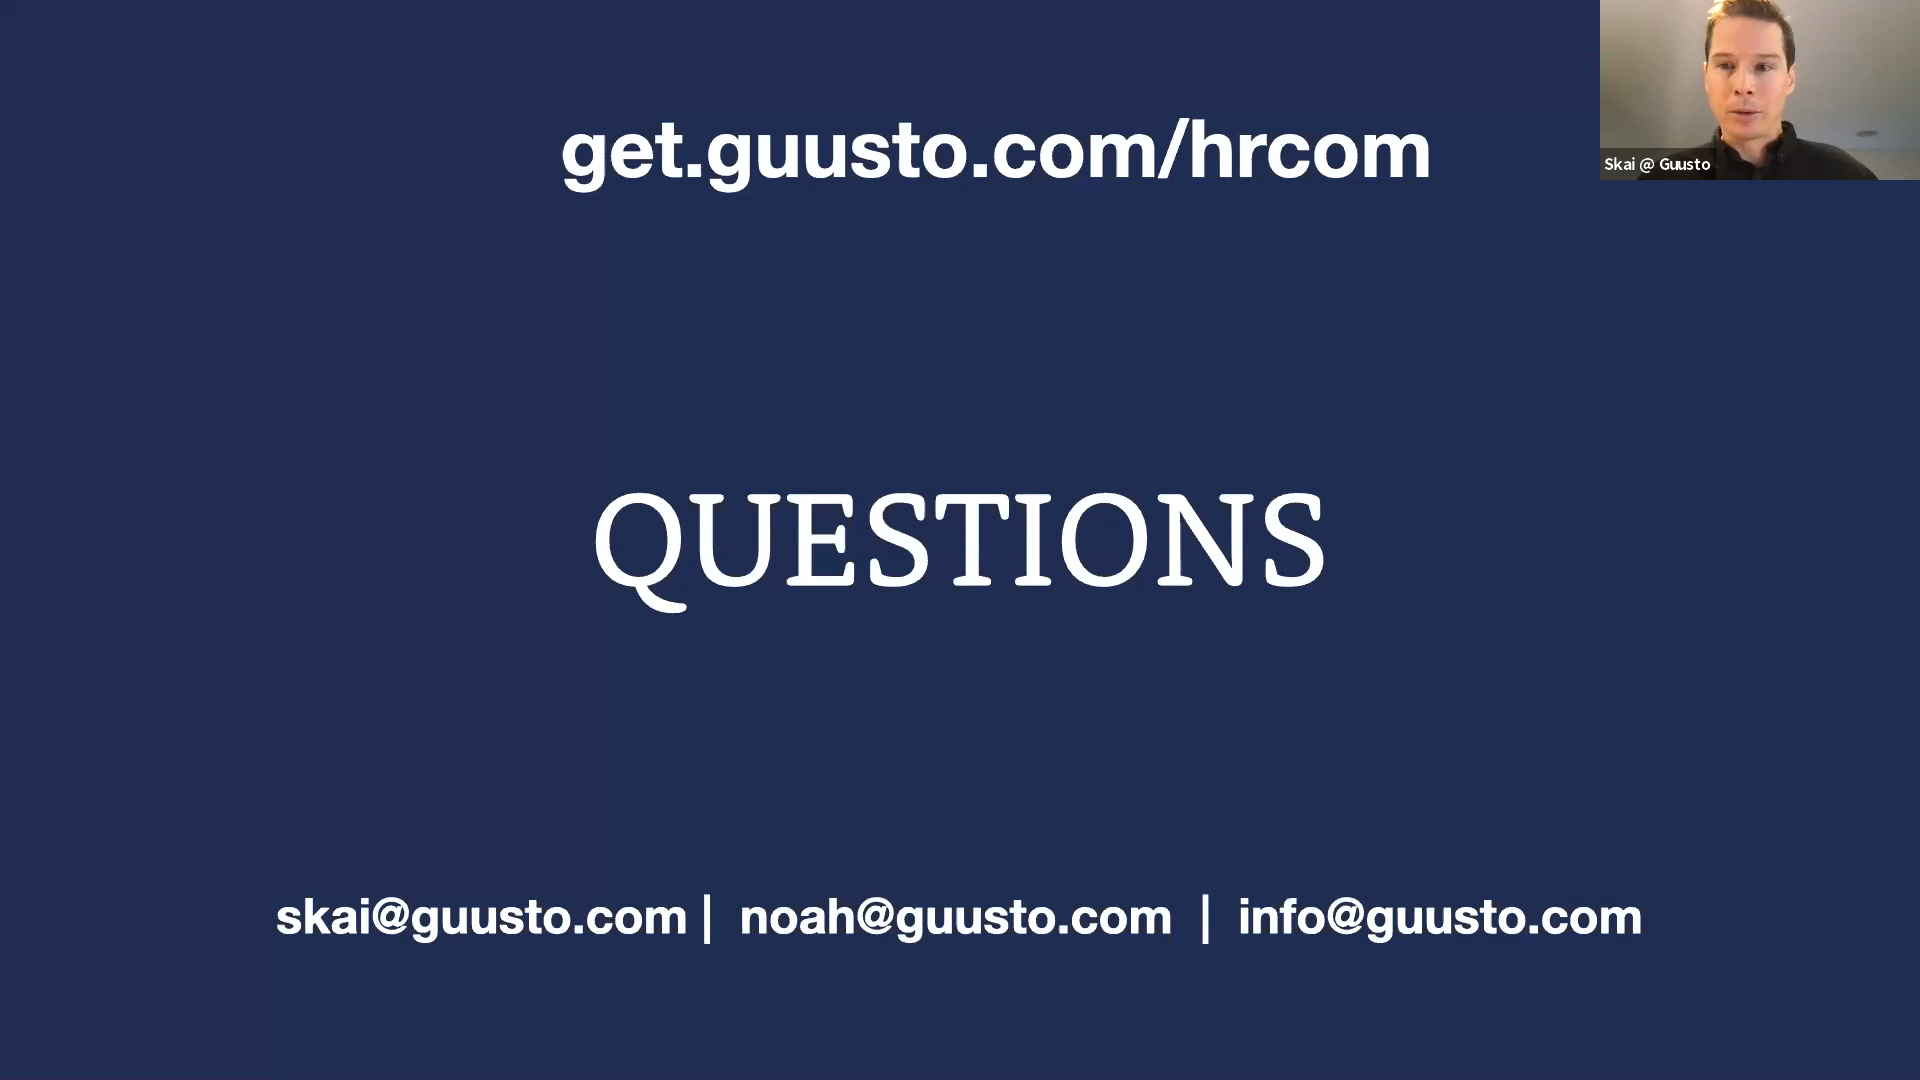 get.guusto.com/hrcom
Skai @ Guusto
QUESTIONS
skai@guusto.com | noah@guusto.com | info@guusto.com